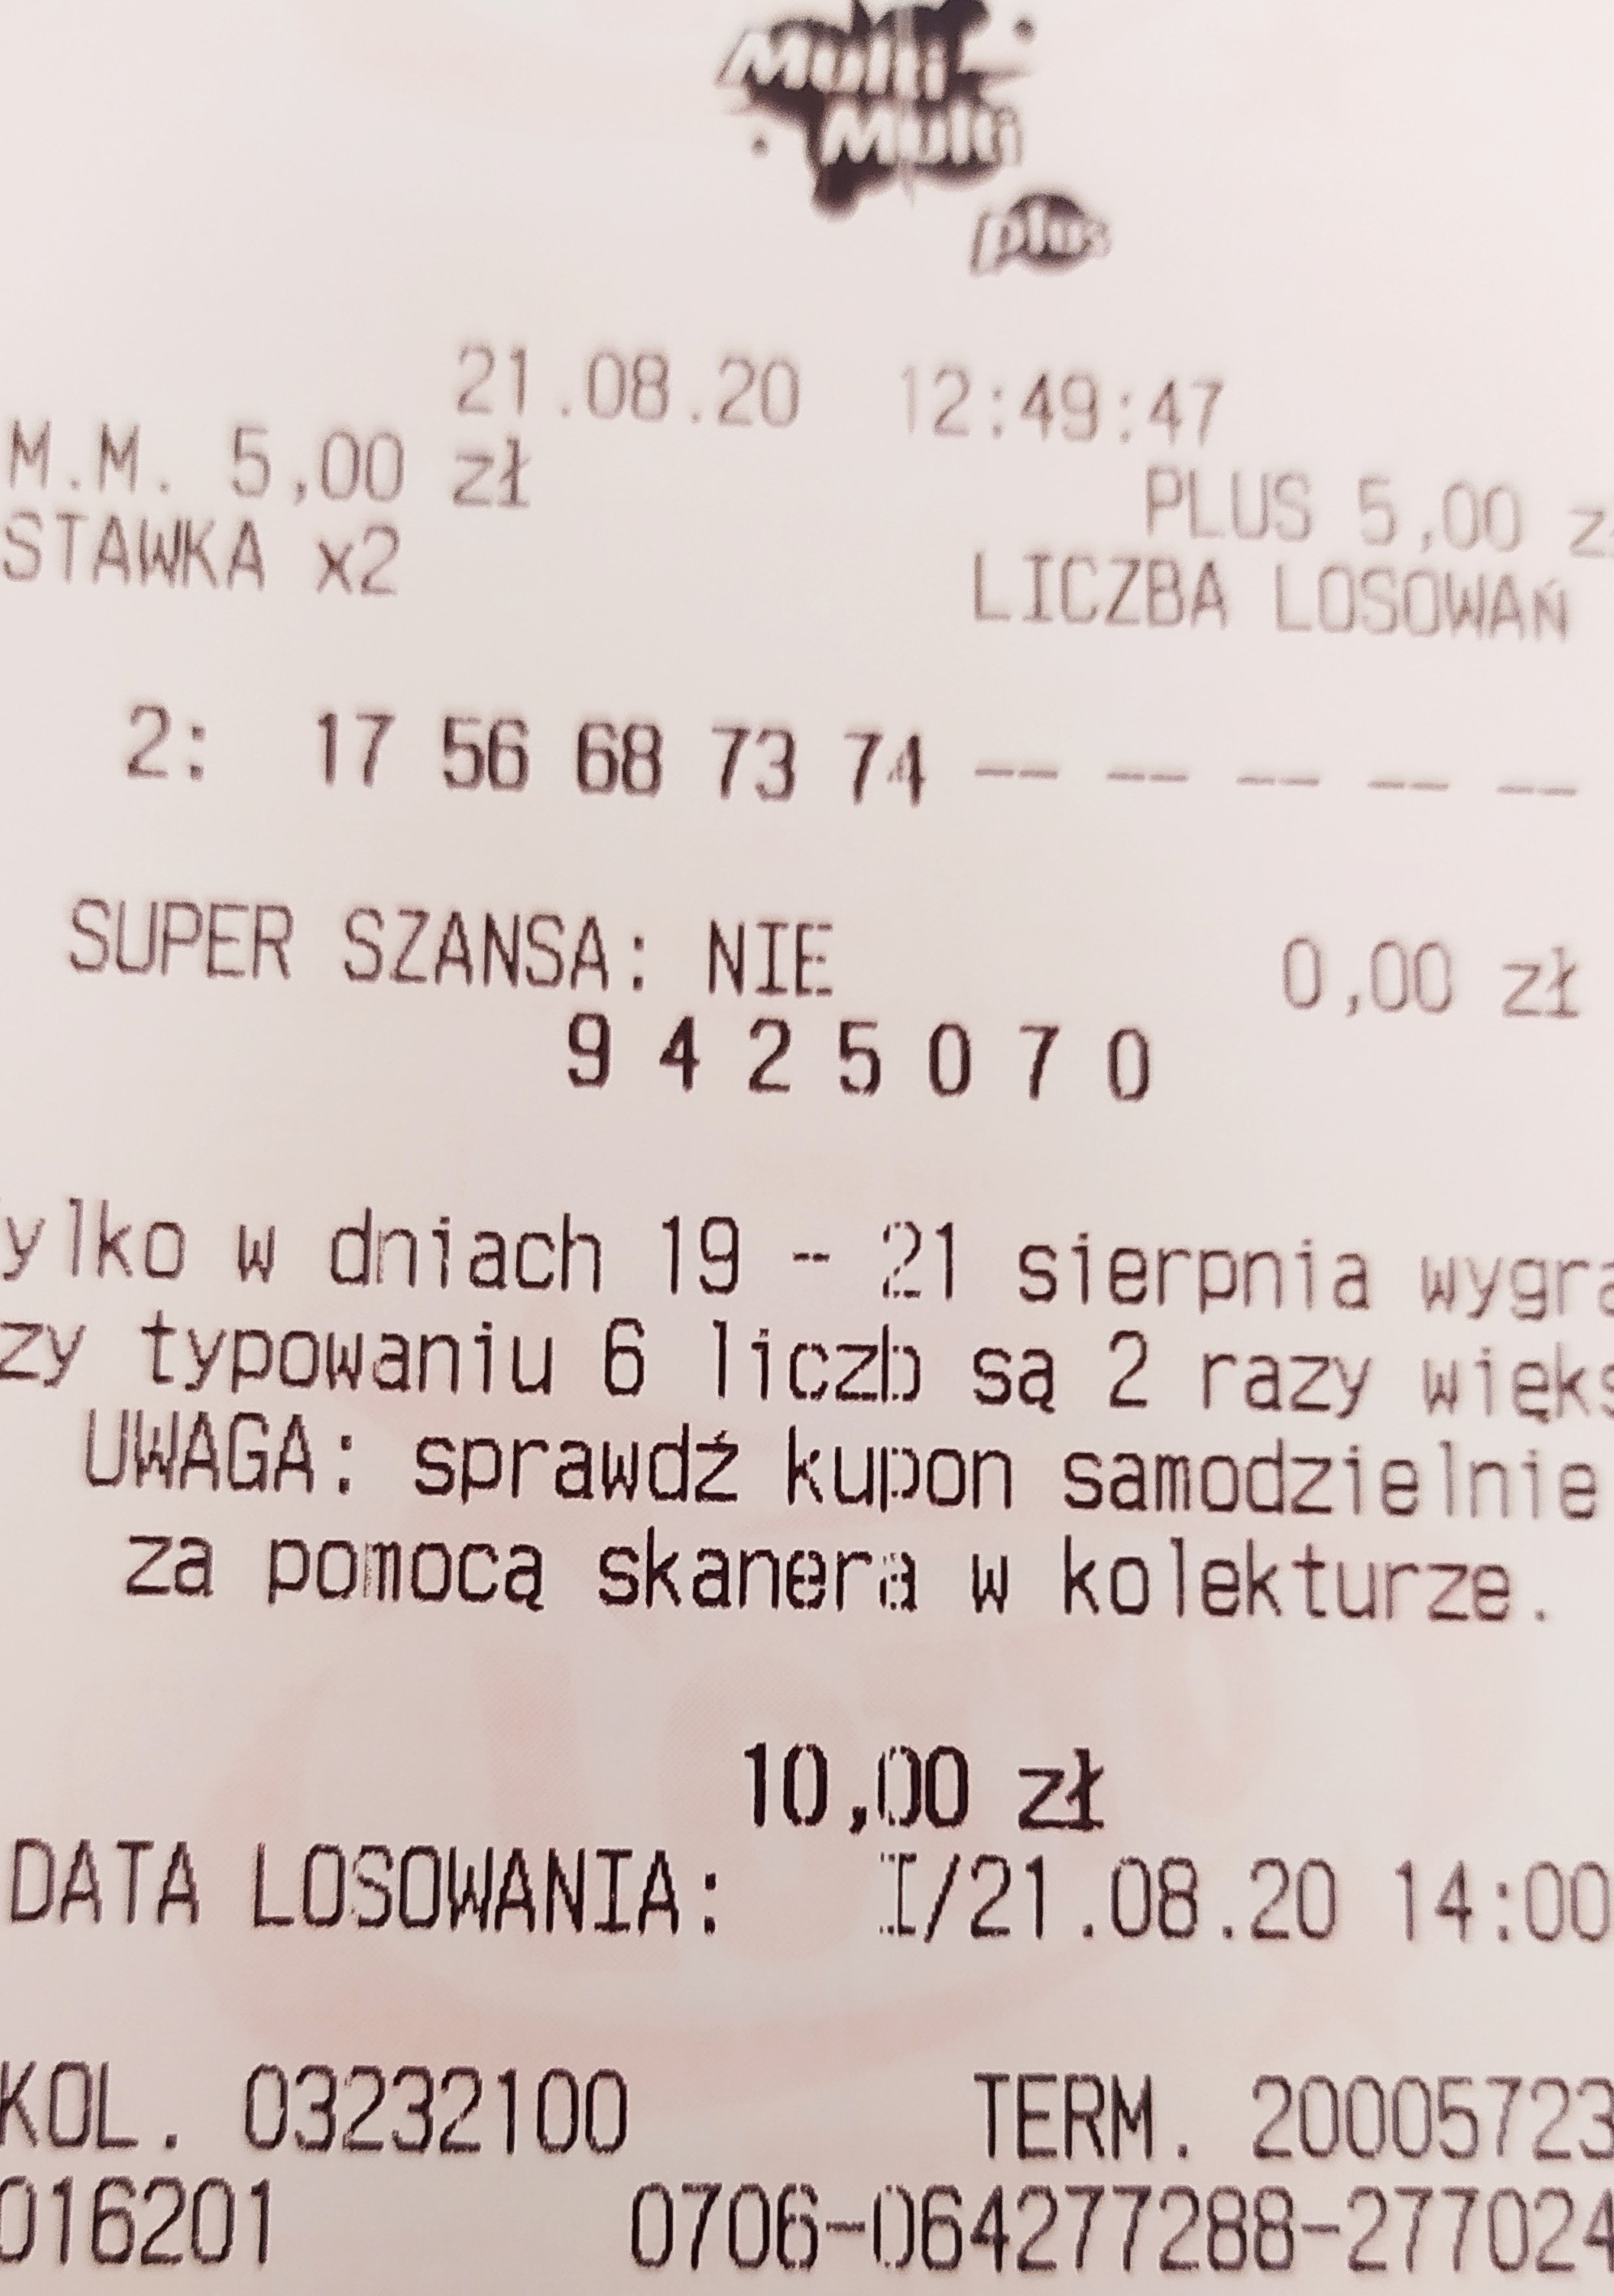 Multi
Multi
plus
21.08.20 12:49:47
M.M. 5,00 zł PLUS 5,00 z
STAWKA x2 LICZBA LOSOWAŃ
2: 17 56 68 73 74 -- -- -- -- --
SUPER SZANSA: NIE 0,00 zł
9 4 2 5 0 7 0
ylko w dniach 19 - 21 sierpnia wygra
zy typowaniu 6 liczb są 2 razy więks
UWAGA: sprawdź kupon samodzielnie
za pomocą skanera w kolekturze.
10,00 zł
DATA LOSOWANIA: I/21.08.20 14:00
KOL. 03232100 TERM. 20005723
016201 0706-064277288-277024